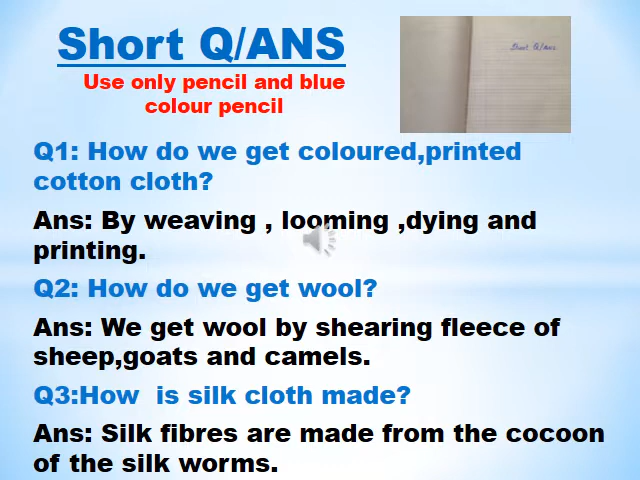 Short Q/ANS
Use only pencil and blue
colour pencil
Short Q/Ans
Q1: How do we get coloured,printed
cotton cloth?
Ans: By weaving , looming ,dying and
printing.
Q2: How do we get wool?
Ans: We get wool by shearing fleece of
sheep,goats and camels.
Q3:How  is silk cloth made?
Ans: Silk fibres are made from the cocoon
of the silk worms.